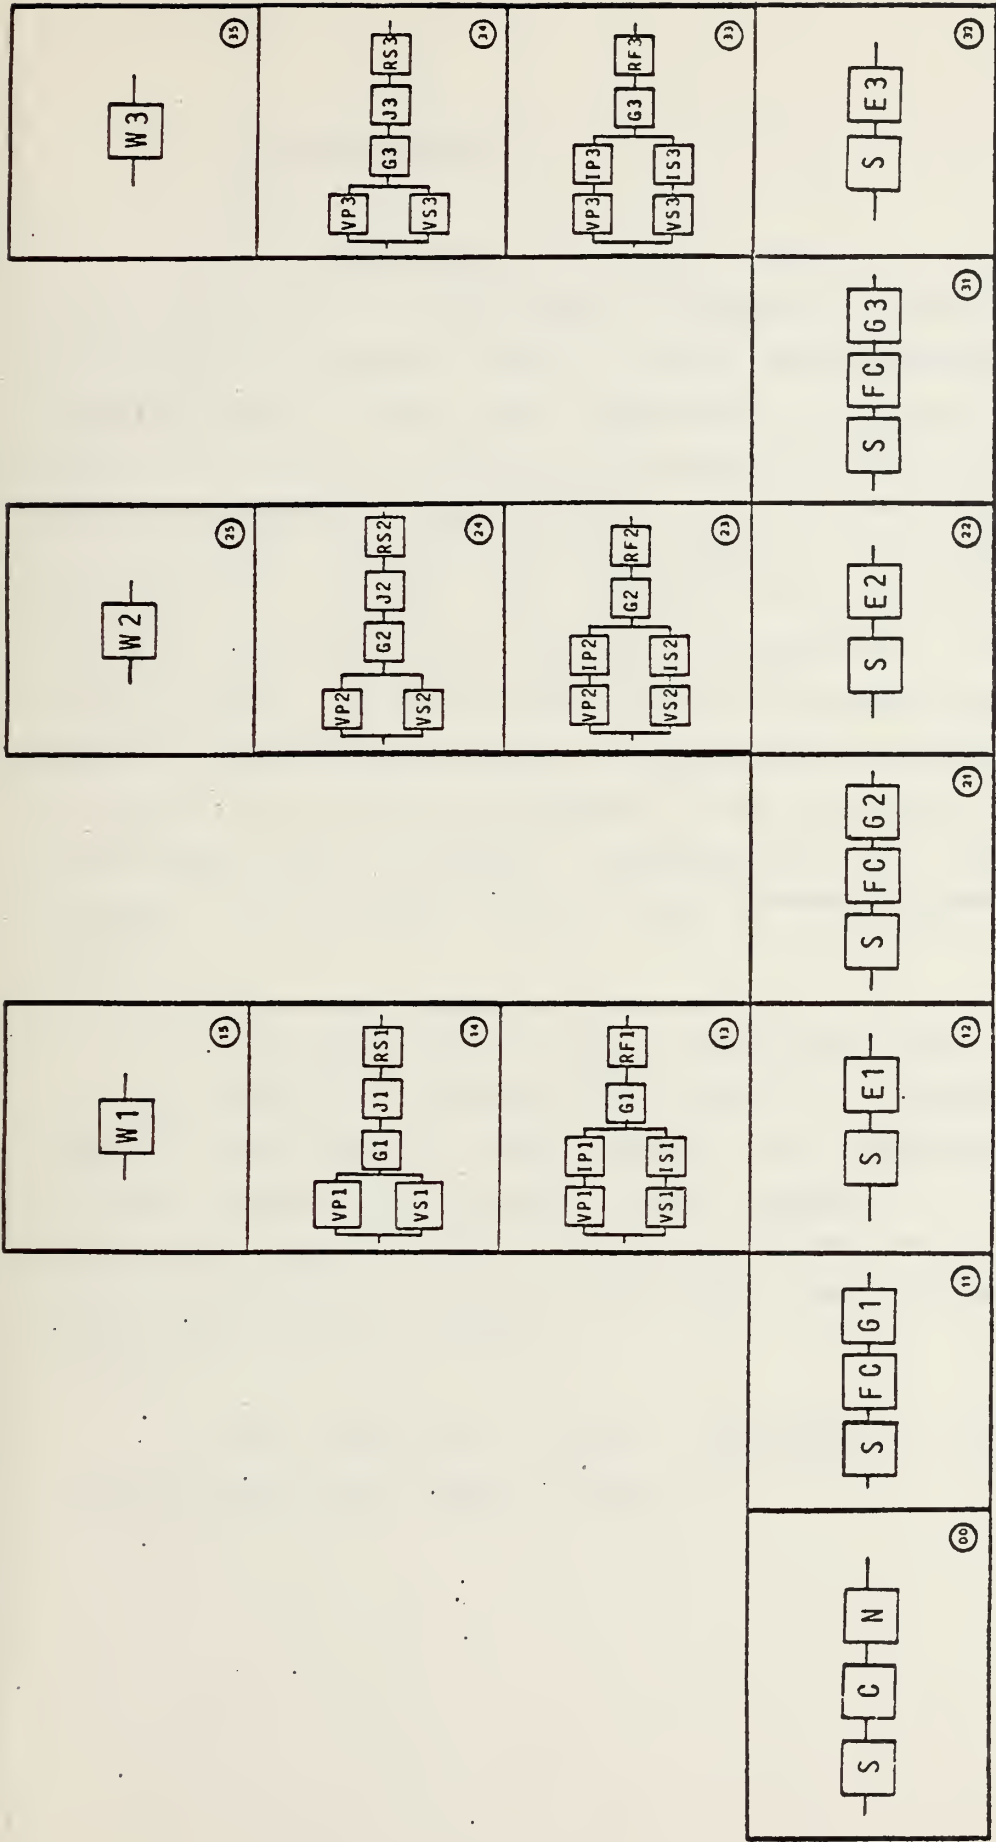 W1
15
W2
25
W3
35
VP1
VS1
G1 J1 RS1
14
VP2
VS2
G2 J2 RS2
24
VP3
VS3
G3 J3 RS3
34
VP1 IP1
VS1 IS1
G1 RF1
13
VP2 IP2
VS2 IS2
G2 RF2
23
VP3 IP3
VS3 IS3
G3 RF3
33
S C N
00
S FC G1
11
S E1
12
S FC G2
21
S E2
22
S FC G3
31
S E3
32